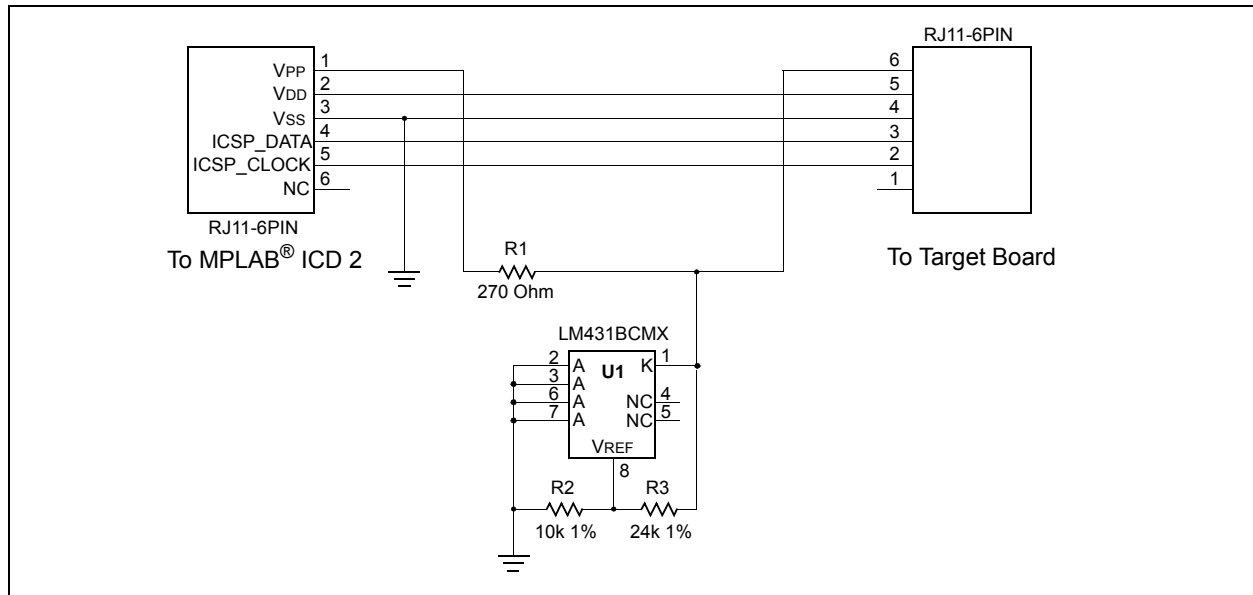 RJ11-6PIN
VPP 1
VDD 2
VSS 3
ICSP_DATA 4
ICSP_CLOCK 5
NC 6
RJ11-6PIN
To MPLAB® ICD 2
6
5
4
3
2
1
To Target Board
R1
270 Ohm
LM431BCMX
2 A U1 K 1
3 A
6 A NC 4
7 A NC 5
VREF
8
R2 R3
10k 1% 24k 1%